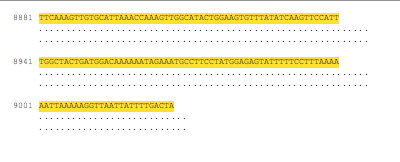 8881 TTCAAAGTTGTGCATTAAACCAAAGTTGGCATACTGGAAGTGTTTATATCAAGTTCCATT
............................................................
............................................................
8941 TGGCTACTGATGGACAAAAAATAGAAATGCCTTCCTATGGAGAGTATTTTTCCTTTAAAA
............................................................
............................................................
9001 AATTAAAAAGGTTAATTATTTTGACTA
...........................
...........................